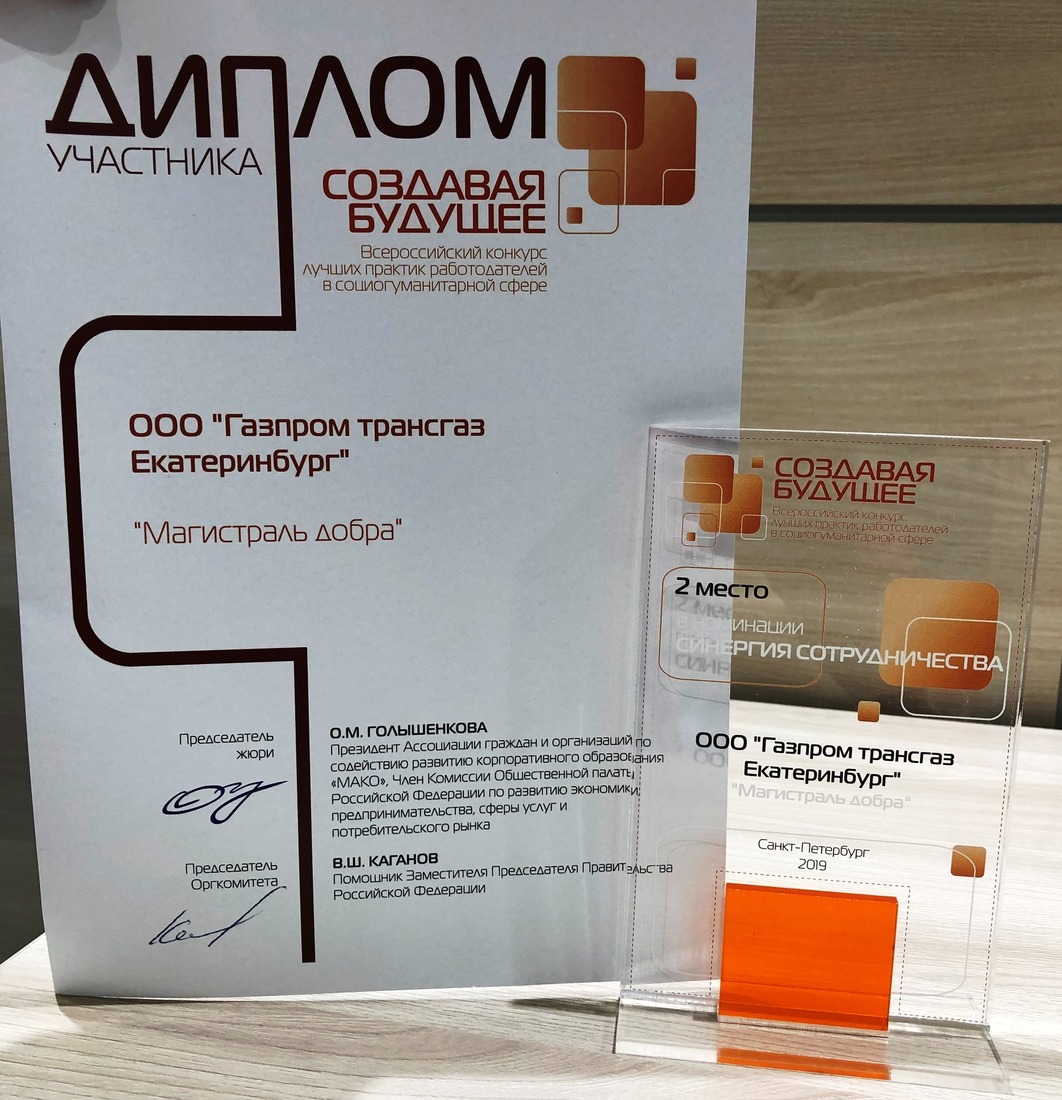 ДИПЛОМ
УЧАСТНИКА
СОЗДАВАЯ
БУДУЩЕЕ
Всероссийский конкурс
лучших практик работодателей
в социогуманитарной сфере
ООО "Газпром трансгаз
Екатеринбург"
"Магистраль добра"
Председатель
жюри
О.М. ГОЛЫШЕНКОВА
Президент Ассоциации граждан и организаций по
содействию развитию корпоративного образования
«МАКО», Член Комиссии Общественной палаты
Российской Федерации по развитию экономики,
предпринимательства, сферы услуг и
потребительского рынка
Председатель
Оргкомитета
В.Ш. КАГАНОВ
Помощник Заместителя Председателя Правительства
Российской Федерации
СОЗДАВАЯ
БУДУЩЕЕ
Всероссийский конкурс
лучших практик работодателей
в социогуманитарной сфере
2 место
в номинации
СИНЕРГИЯ СОТРУДНИЧЕСТВА
ООО "Газпром трансгаз
Екатеринбург"
"Магистраль добра"
Санкт-Петербург
2019